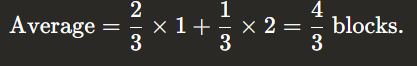 Average = 2/3 × 1 + 1/3 × 2 = 4/3 blocks.